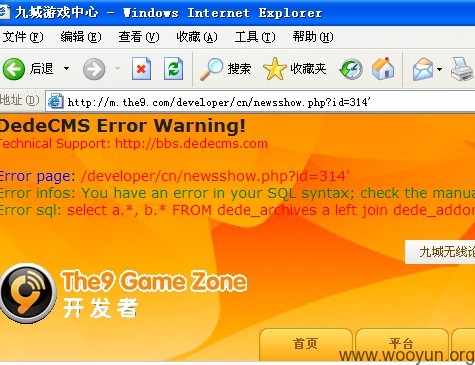 九城游戏中心 - Windows Internet Explorer
文件(F) 编辑(E) 查看(V) 收藏(A) 工具(T) 帮助(H)
后退 搜索 收藏夹
地址(D) http://m.the9.com/developer/cn/newsshow.php?id=314'
DedeCMS Error Warning!
Technical Support: http://bbs.dedecms.com
Error page: /developer/cn/newsshow.php?id=314'
Error infos: You have an error in your SQL syntax; check the manua
Error sql: select a.*, b.* FROM dede_archives a left join dede_addon
九城无线论
The9 Game Zone
开发者
首页 平台
www.wooyun.org